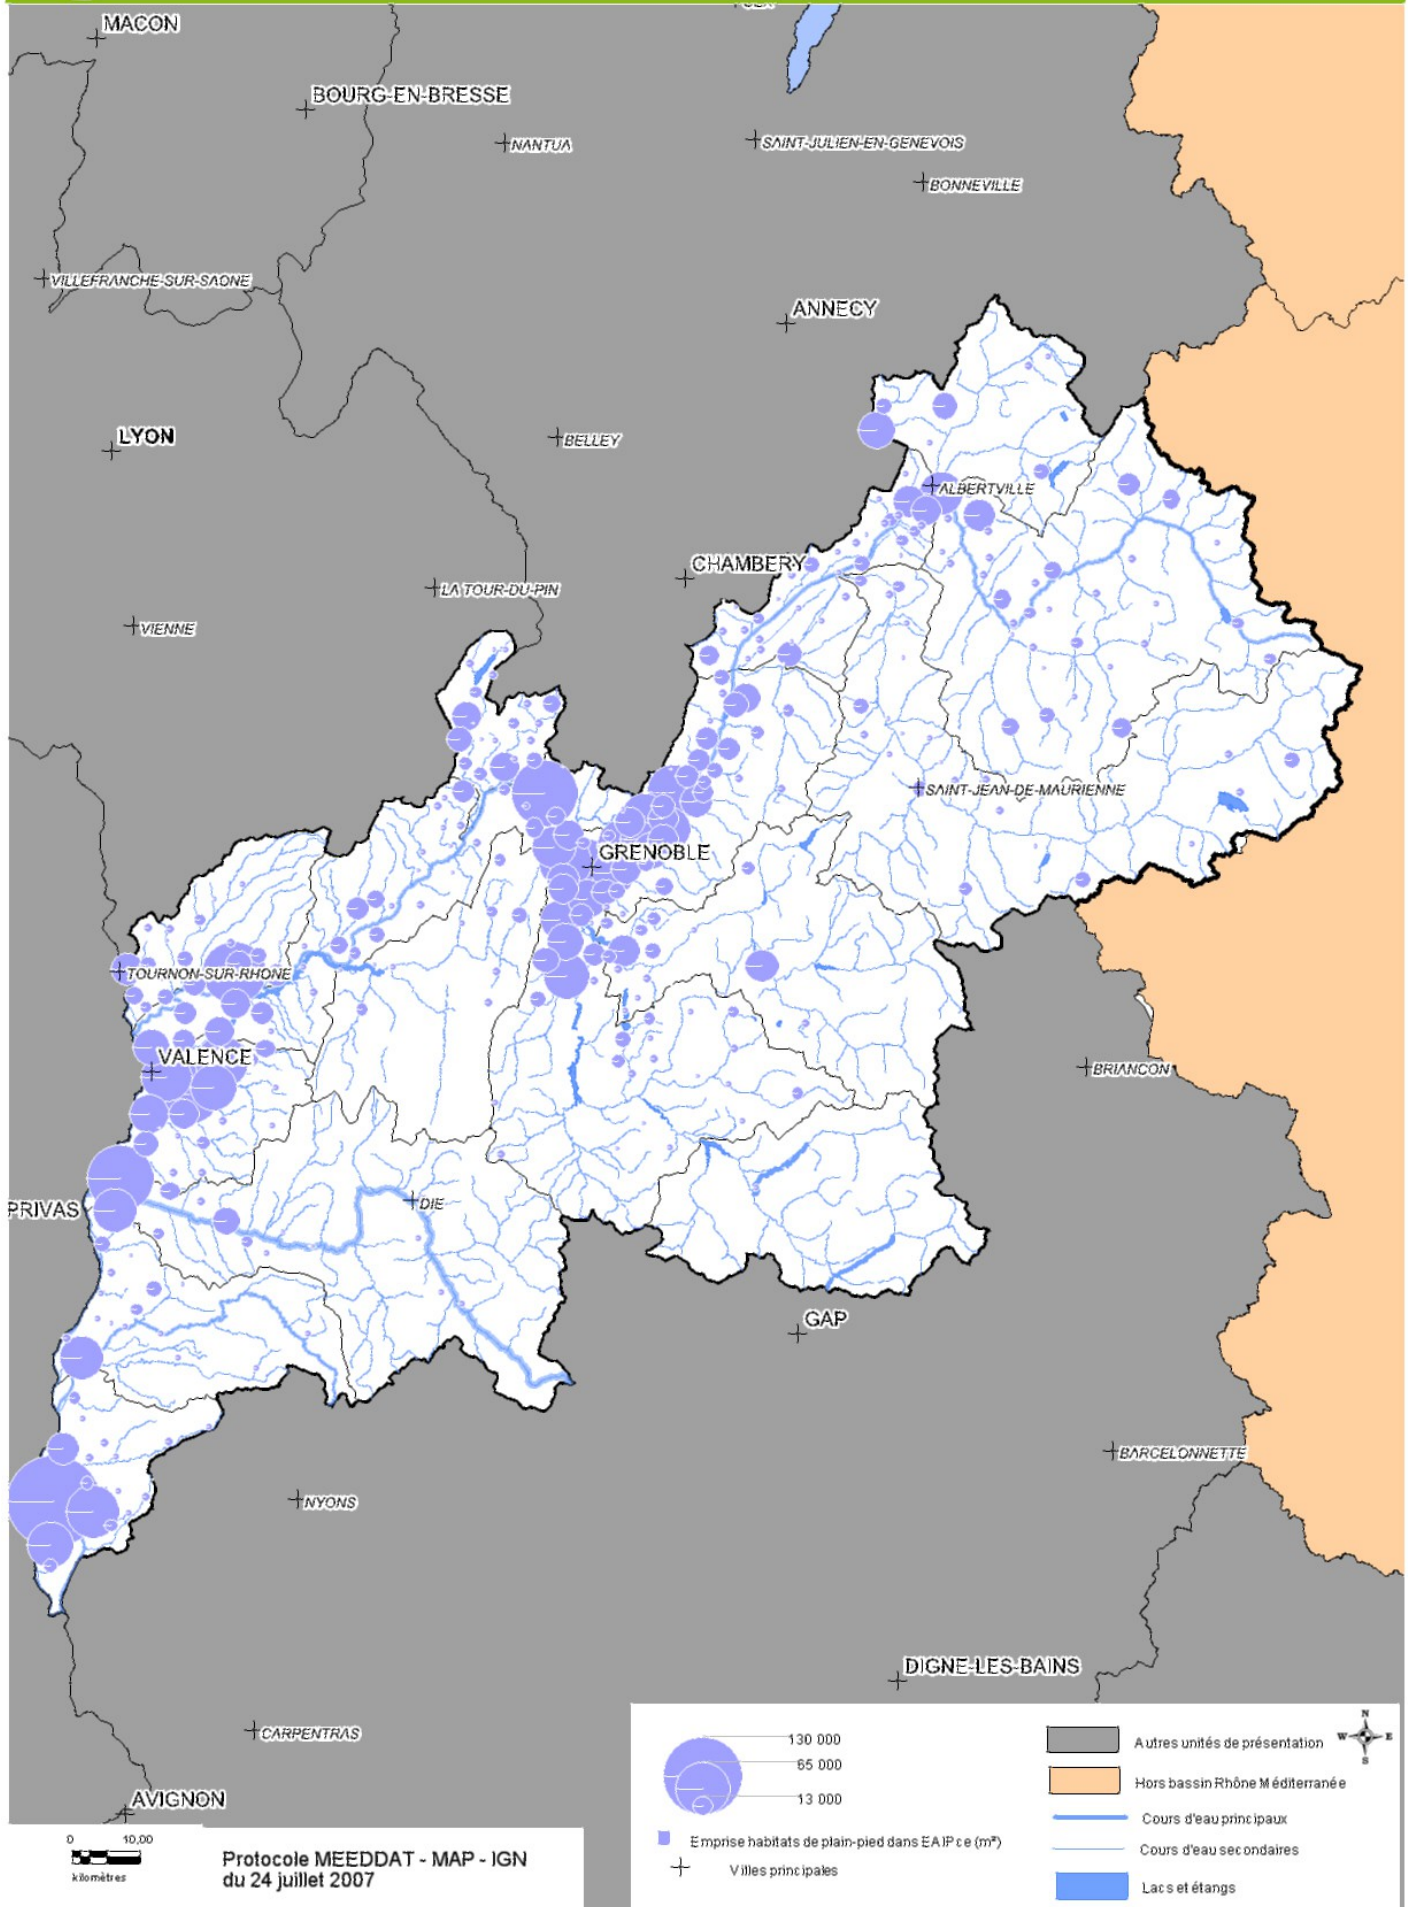 MACON
BOURG-EN-BRESSE
NANTUA
SAINT-JULIEN-EN-GENEVOIS
BONNEVILLE
VILLEFRANCHE-SUR-SAONE
ANNECY
LYON
BELLEY
ALBERTVILLE
CHAMBERY
LA TOUR-DU-PIN
VIENNE
SAINT-JEAN-DE-MAURIENNE
GRENOBLE
TOURNON-SUR-RHONE
VALENCE
BRIANCON
DIE
PRIVAS
GAP
BARCELONNETTE
NYONS
DIGNE-LES-BAINS
CARPENTRAS
AVIGNON
0 10,00
kilomètres
Protocole MEEDDAT - MAP - IGN
du 24 juillet 2007
130 000
65 000
13 000
Emprise habitats de plain-pied dans EAIPce (m²)
Villes principales
Autres unités de présentation
Hors bassin Rhône Méditerranée
Cours d'eau principaux
Cours d'eau secondaires
Lacs et étangs
N
W E
S